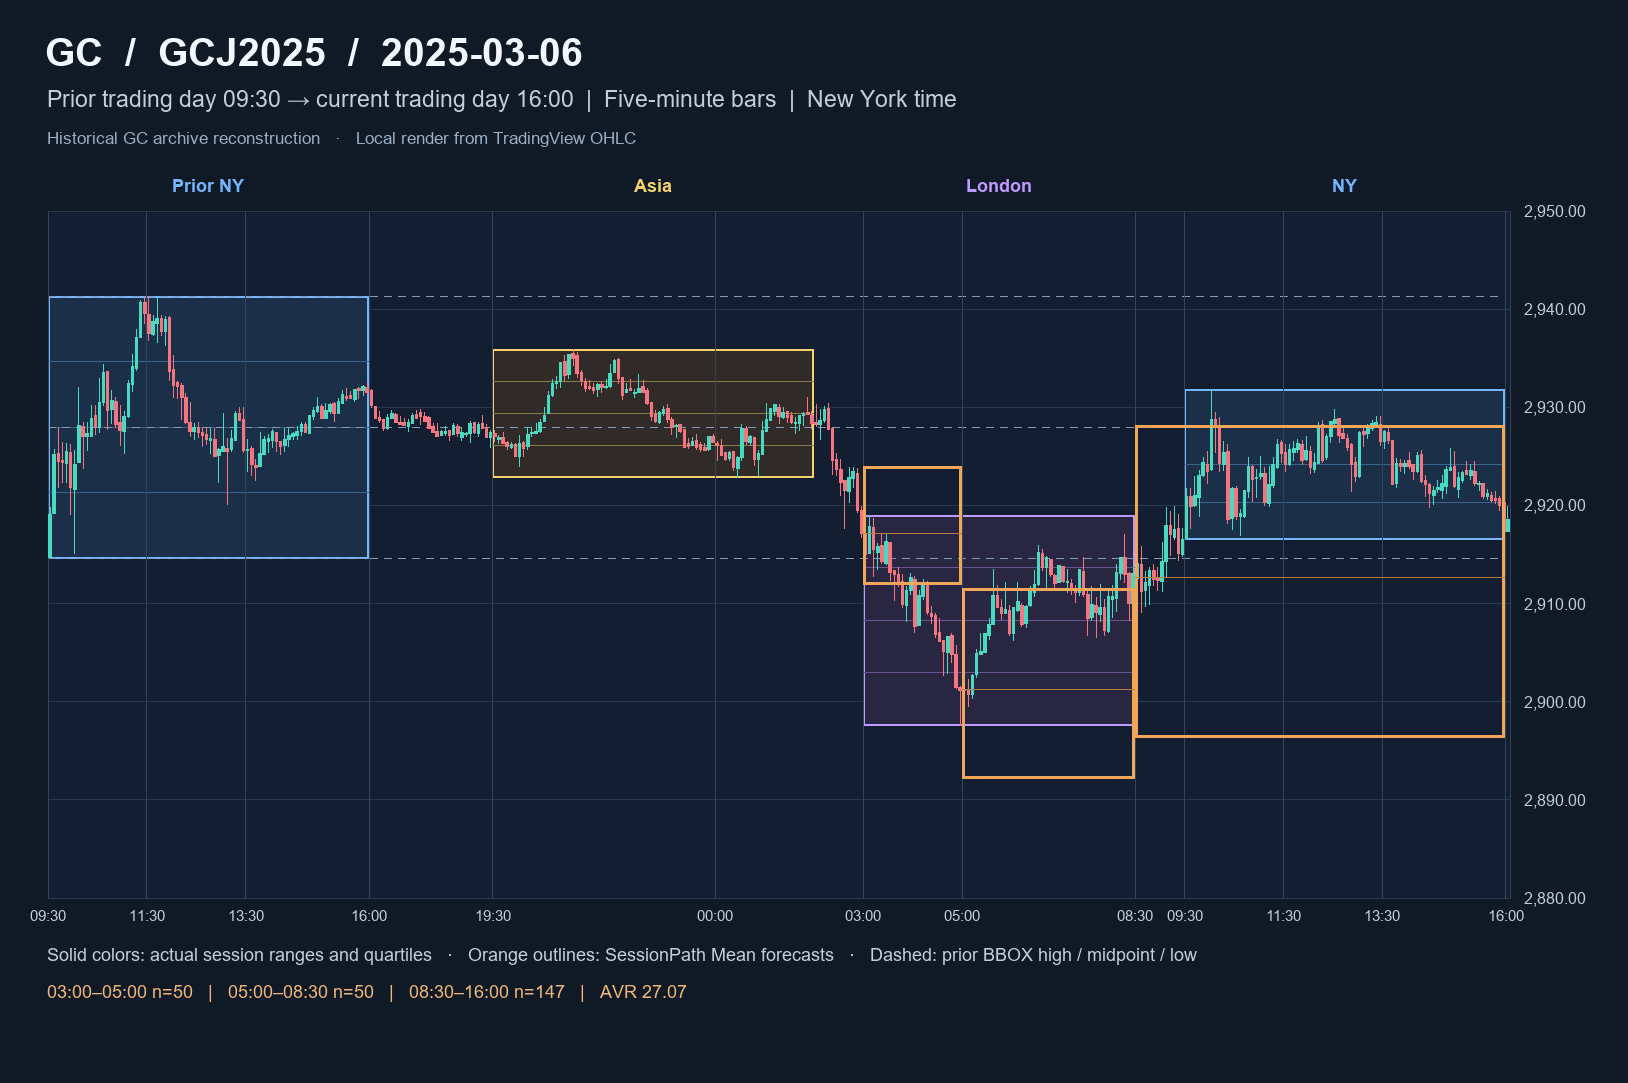 GC / GCJ2025 / 2025-03-06
Prior trading day 09:30 → current trading day 16:00 | Five-minute bars | New York time
Historical GC archive reconstruction · Local render from TradingView OHLC
Prior NY Asia London NY
2,950.00
2,940.00
2,930.00
2,920.00
2,910.00
2,900.00
2,890.00
2,880.00
09:30 11:30 13:30 16:00 19:30 00:00 03:00 05:00 08:30 09:30 11:30 13:30 16:00
Solid colors: actual session ranges and quartiles · Orange outlines: SessionPath Mean forecasts · Dashed: prior BBOX high / midpoint / low
03:00–05:00 n=50 | 05:00–08:30 n=50 | 08:30–16:00 n=147 | AVR 27.07